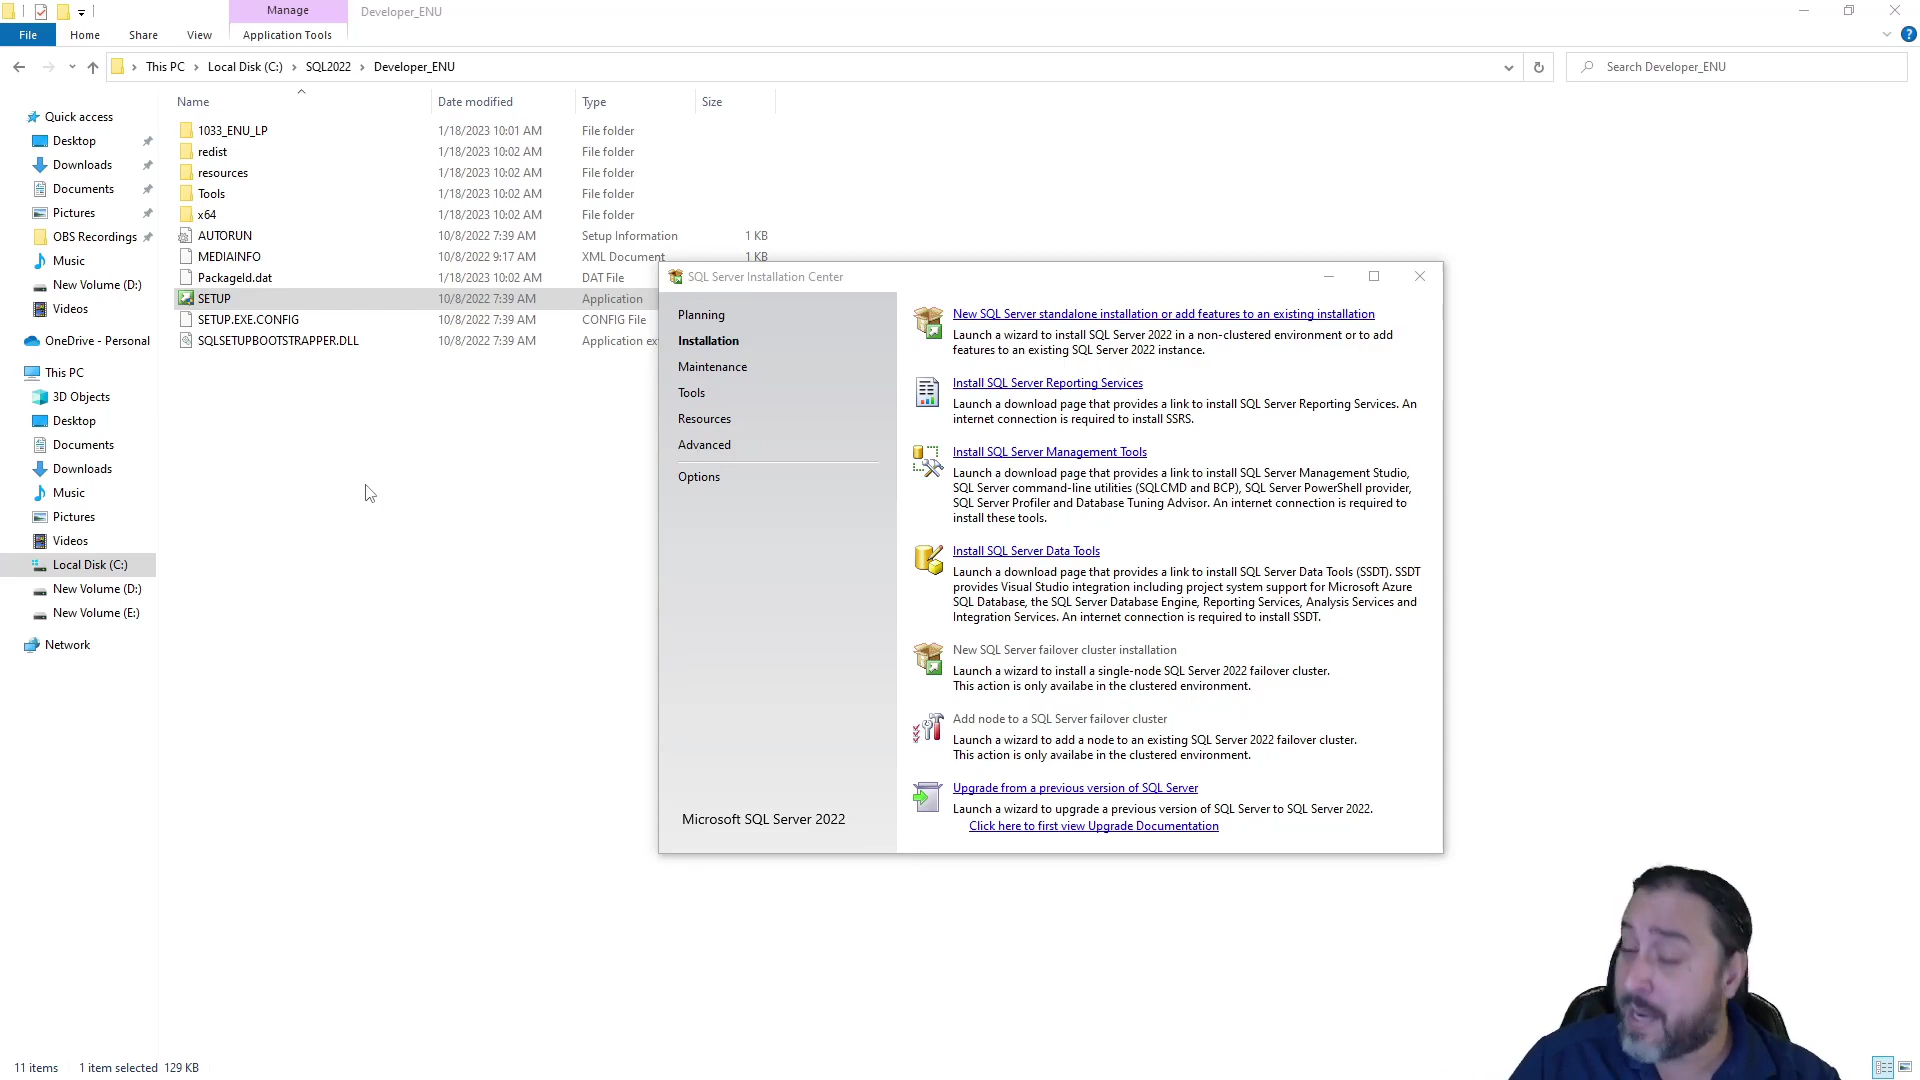 Manage
Developer_ENU
File
Home
Share
View
Application Tools
This PC
Local Disk (C:)
SQL2022
Developer_ENU
Search Developer_ENU
Name
Date modified
Type
Size
Quick access
Desktop
Downloads
Documents
Pictures
OBS Recordings
Music
New Volume (D:)
Videos
OneDrive - Personal
This PC
3D Objects
Desktop
Documents
Downloads
Music
Pictures
Videos
Local Disk (C:)
New Volume (D:)
New Volume (E:)
Network
1033_ENU_LP 1/18/2023 10:01 AM File folder
redist 1/18/2023 10:02 AM File folder
resources 1/18/2023 10:02 AM File folder
Tools 1/18/2023 10:02 AM File folder
x64 1/18/2023 10:02 AM File folder
AUTORUN 10/8/2022 7:39 AM Setup Information 1 KB
MEDIAINFO 10/8/2022 9:17 AM XML Document 1 KB
PackageId.dat 1/18/2023 10:02 AM DAT File
SETUP 10/8/2022 7:39 AM Application
SETUP.EXE.CONFIG 10/8/2022 7:39 AM CONFIG File
SQLSETUPBOOTSTRAPPER.DLL 10/8/2022 7:39 AM Application ex
SQL Server Installation Center
Planning
Installation
Maintenance
Tools
Resources
Advanced
Options
Microsoft SQL Server 2022
New SQL Server standalone installation or add features to an existing installation
Launch a wizard to install SQL Server 2022 in a non-clustered environment or to add
features to an existing SQL Server 2022 instance.
Install SQL Server Reporting Services
Launch a download page that provides a link to install SQL Server Reporting Services. An
internet connection is required to install SSRS.
Install SQL Server Management Tools
Launch a download page that provides a link to install SQL Server Management Studio,
SQL Server command-line utilities (SQLCMD and BCP), SQL Server PowerShell provider,
SQL Server Profiler and Database Tuning Advisor. An internet connection is required to
install these tools.
Install SQL Server Data Tools
Launch a download page that provides a link to install SQL Server Data Tools (SSDT). SSDT
provides Visual Studio integration including project system support for Microsoft Azure
SQL Database, the SQL Server Database Engine, Reporting Services, Analysis Services and
Integration Services. An internet connection is required to install SSDT.
New SQL Server failover cluster installation
Launch a wizard to install a single-node SQL Server 2022 failover cluster.
This action is only availabe in the clustered environment.
Add node to a SQL Server failover cluster
Launch a wizard to add a node to an existing SQL Server 2022 failover cluster.
This action is only availabe in the clustered environment.
Upgrade from a previous version of SQL Server
Launch a wizard to upgrade a previous version of SQL Server to SQL Server 2022.
Click here to first view Upgrade Documentation
11 items
1 item selected 129 KB